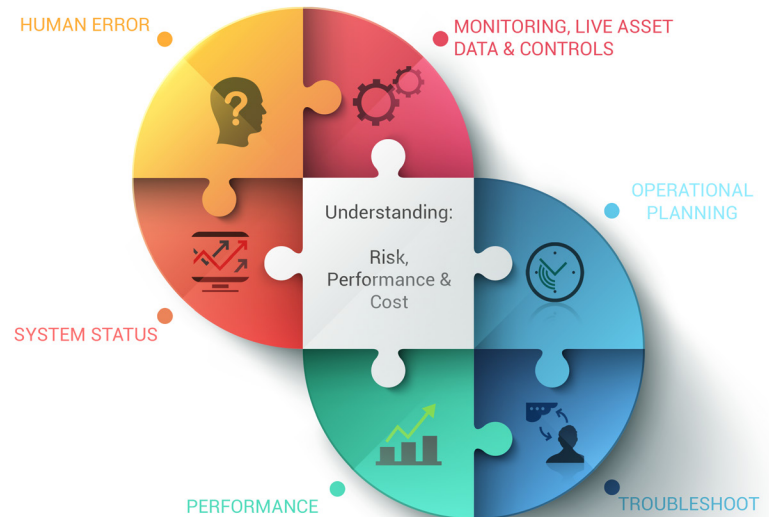 HUMAN ERROR
MONITORING, LIVE ASSET
DATA & CONTROLS
?
Understanding:
Risk,
Performance &
Cost
OPERATIONAL
PLANNING
SYSTEM STATUS
PERFORMANCE
TROUBLESHOOT